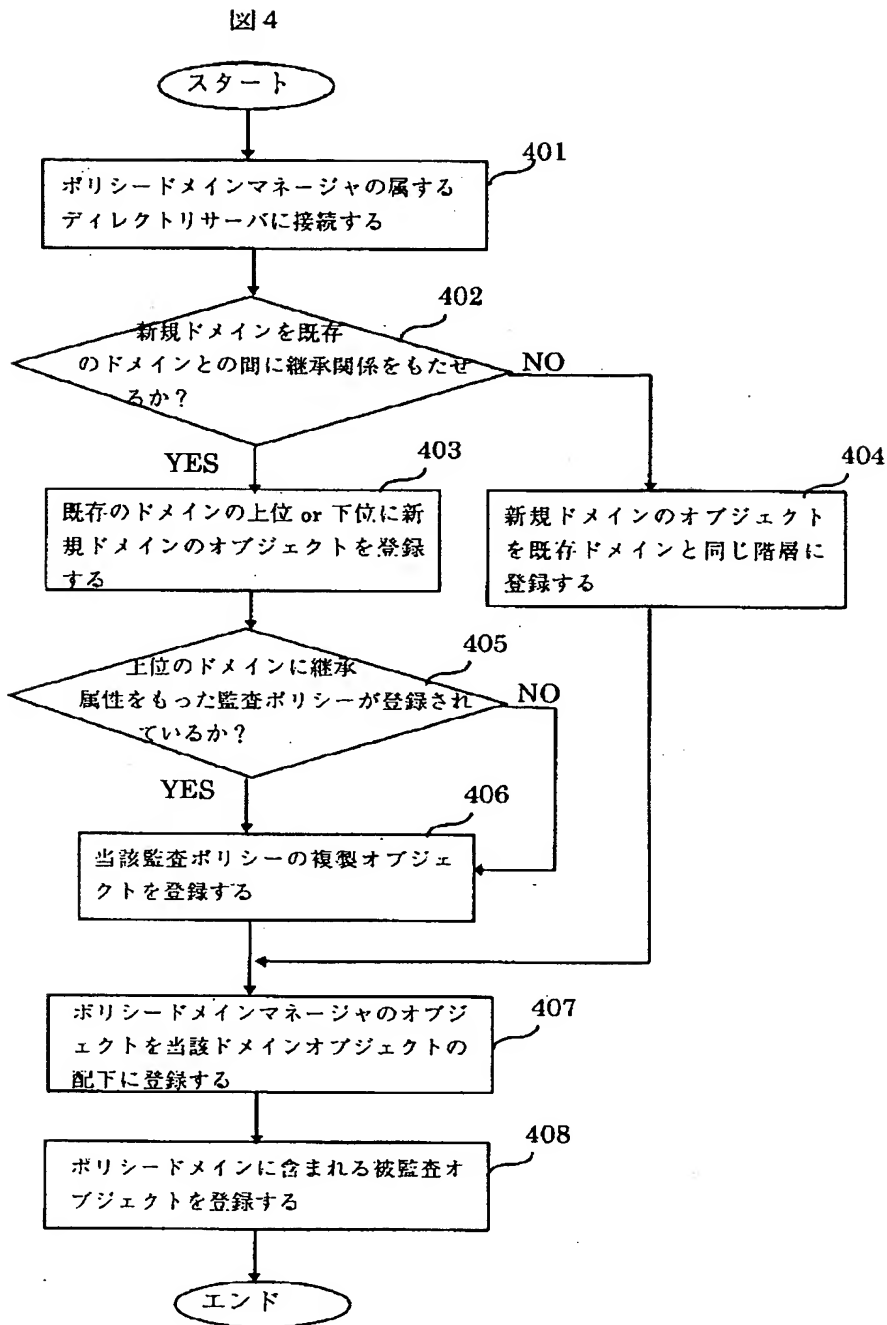 図4
スタート
401
ポリシードメインマネージャの属する
ディレクトリサーバに接続する
402
新規ドメインを既存
のドメインとの間に継承関係をもたせ
るか?
NO
YES
403
既存のドメインの上位 or 下位に新
規ドメインのオブジェクトを登録
する
404
新規ドメインのオブジェクト
を既存ドメインと同じ階層に
登録する
405
上位のドメインに継承
属性をもった監査ポリシーが登録され
ているか?
NO
YES
406
当該監査ポリシーの複製オブジェ
クトを登録する
ポリシードメインマネージャのオブジ
ェクトを当該ドメインオブジェクトの
配下に登録する
407
408
ポリシードメインに含まれる被監査オ
ブジェクトを登録する
エンド